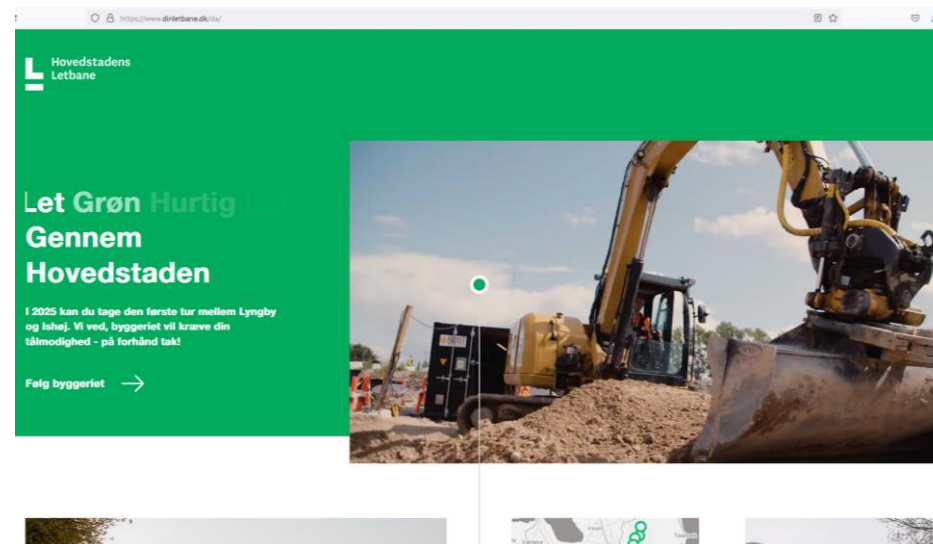 https://www.dinletbane.dk/da/
Hovedstadens
Letbane
Let Grøn Hurtig
Gennem
Hovedstaden
I 2025 kan du tage den første tur mellem Lyngby
og Ishøj. Vi ved, byggeriet vil kræve din
tålmodighed - på forhånd tak!
Følg byggeriet